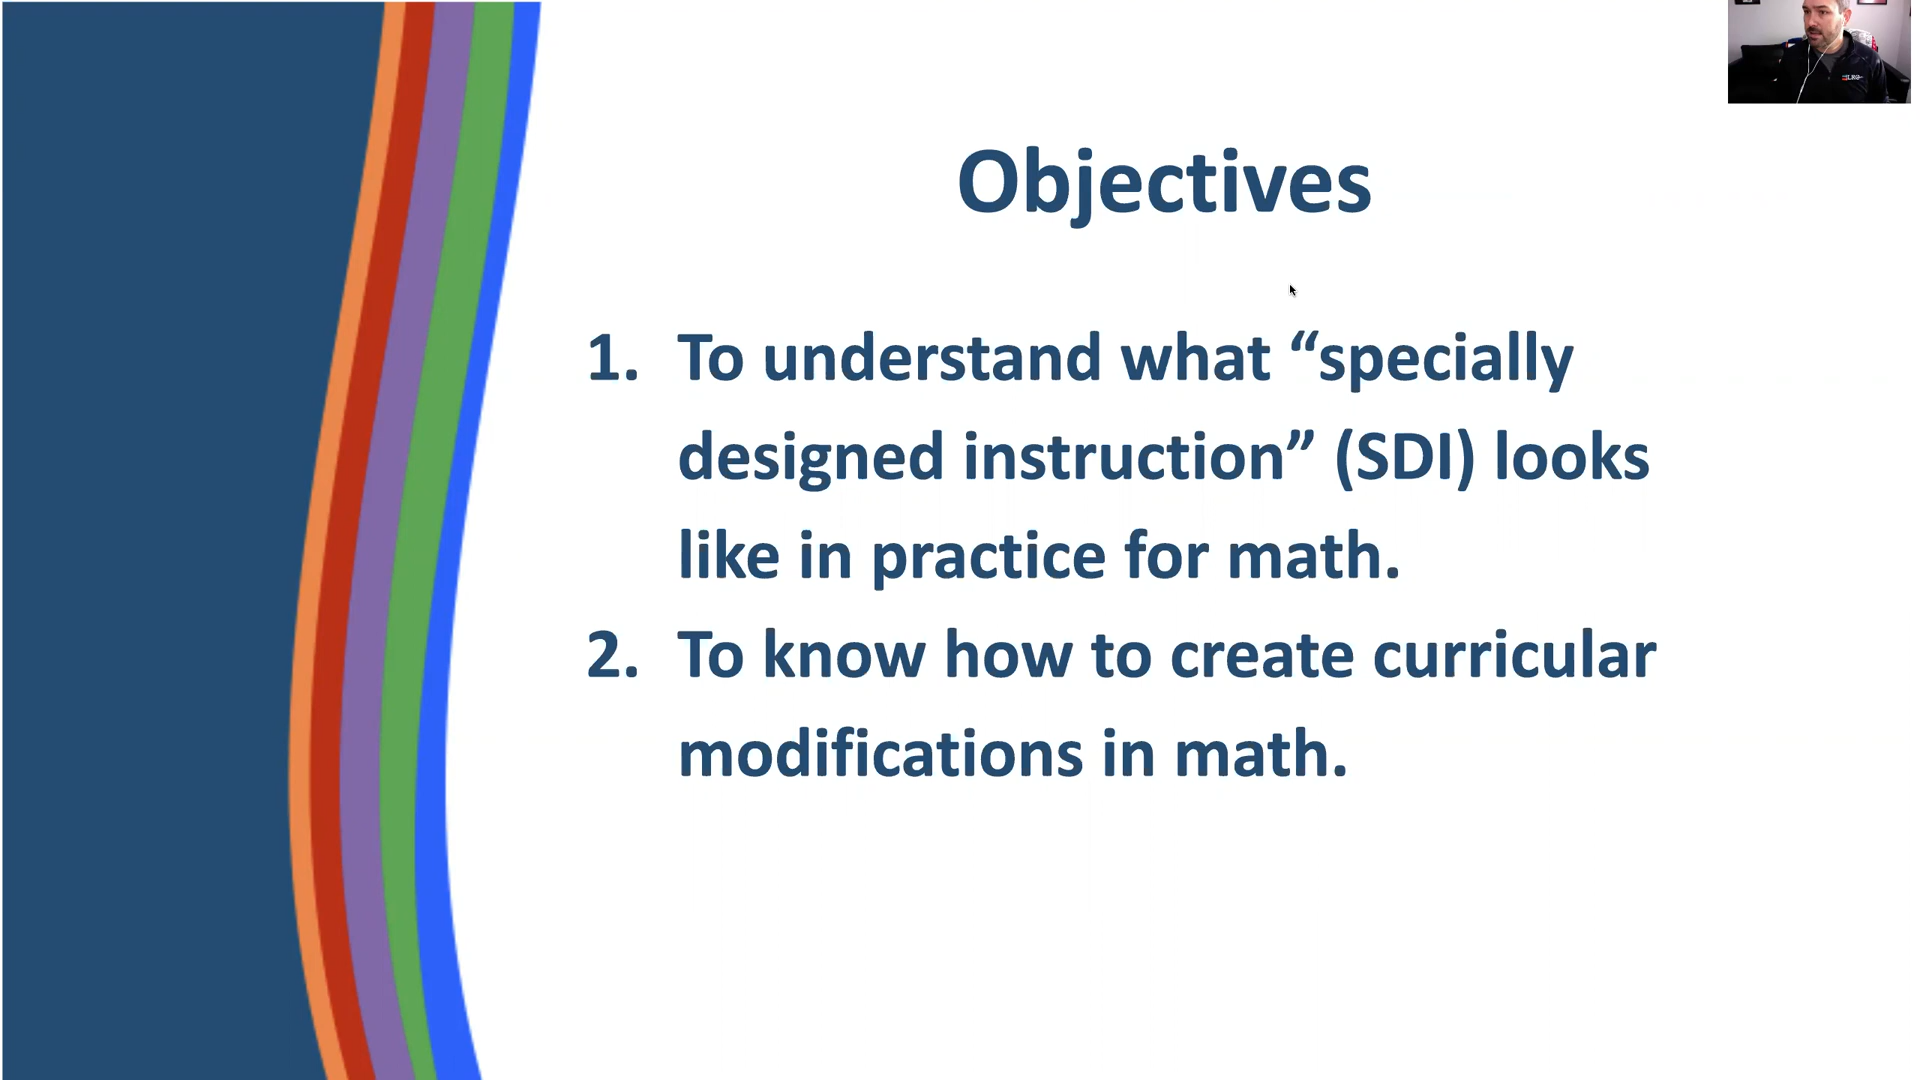 Objectives
1. To understand what “specially
designed instruction” (SDI) looks
like in practice for math.
2. To know how to create curricular
modifications in math.